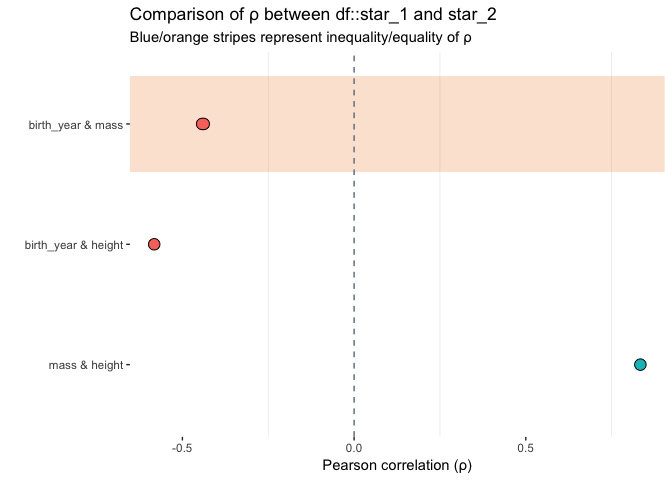 Comparison of ρ between df::star_1 and star_2
Blue/orange stripes represent inequality/equality of ρ
birth_year & mass
birth_year & height
mass & height
-0.5 0.0 0.5
Pearson correlation (ρ)